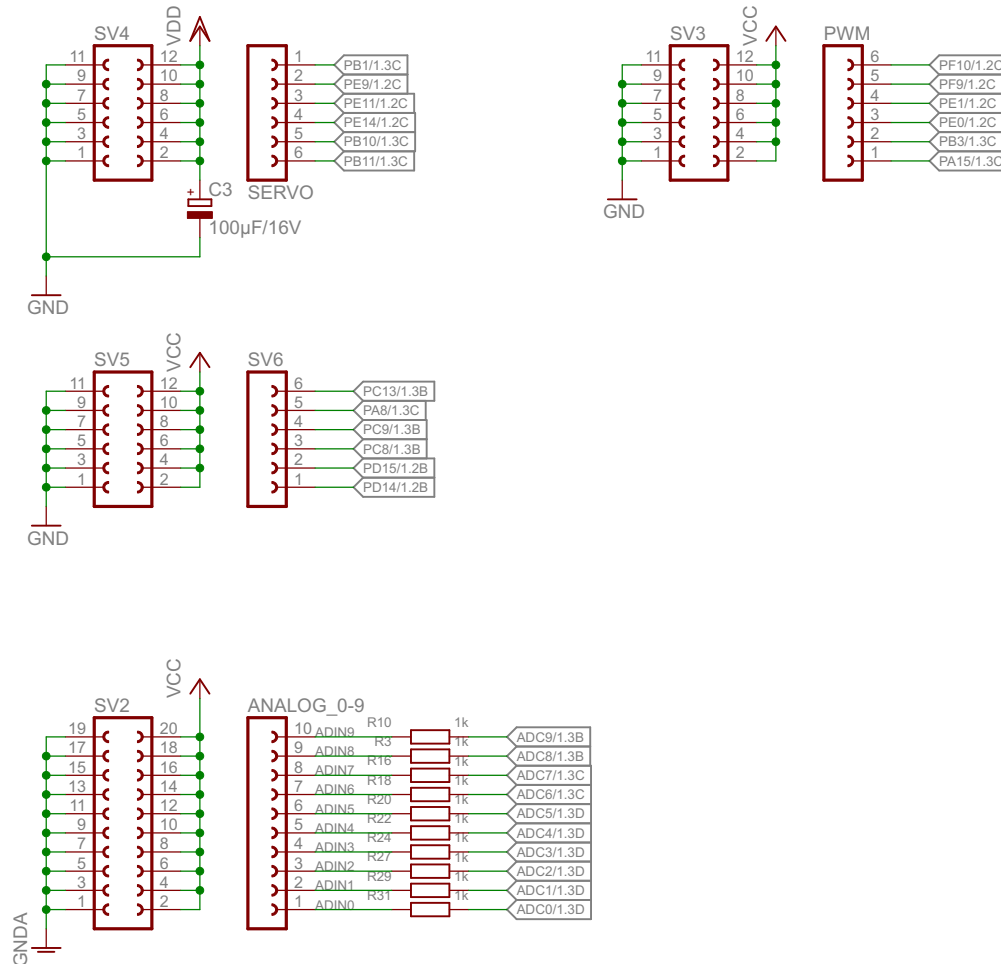 SV4
VDD
11 12
9 10
7 8
5 6
3 4
1 2
+ C3
100µF/16V
GND
1 PB1/1.3C
2 PE9/1.2C
3 PE11/1.2C
4 PE14/1.2C
5 PB10/1.3C
6 PB11/1.3C
SERVO
SV3
VCC
11 12
9 10
7 8
5 6
3 4
1 2
GND
PWM
6 PF10/1.2C
5 PF9/1.2C
4 PE1/1.2C
3 PE0/1.2C
2 PB3/1.3C
1 PA15/1.3C
SV5
VCC
11 12
9 10
7 8
5 6
3 4
1 2
GND
SV6
6 PC13/1.3B
5 PA8/1.3C
4 PC9/1.3B
3 PC8/1.3B
2 PD15/1.2B
1 PD14/1.2B
SV2
VCC
19 20
17 18
15 16
13 14
11 12
9 10
7 8
5 6
3 4
1 2
GNDA
ANALOG_0-9
10 ADIN9 R10 1k ADC9/1.3B
9 ADIN8 R3 1k ADC8/1.3B
8 ADIN7 R16 1k ADC7/1.3C
7 ADIN6 R18 1k ADC6/1.3C
6 ADIN5 R20 1k ADC5/1.3D
5 ADIN4 R22 1k ADC4/1.3D
4 ADIN3 R24 1k ADC3/1.3D
3 ADIN2 R27 1k ADC2/1.3D
2 ADIN1 R29 1k ADC1/1.3D
1 ADIN0 R31 1k ADC0/1.3D